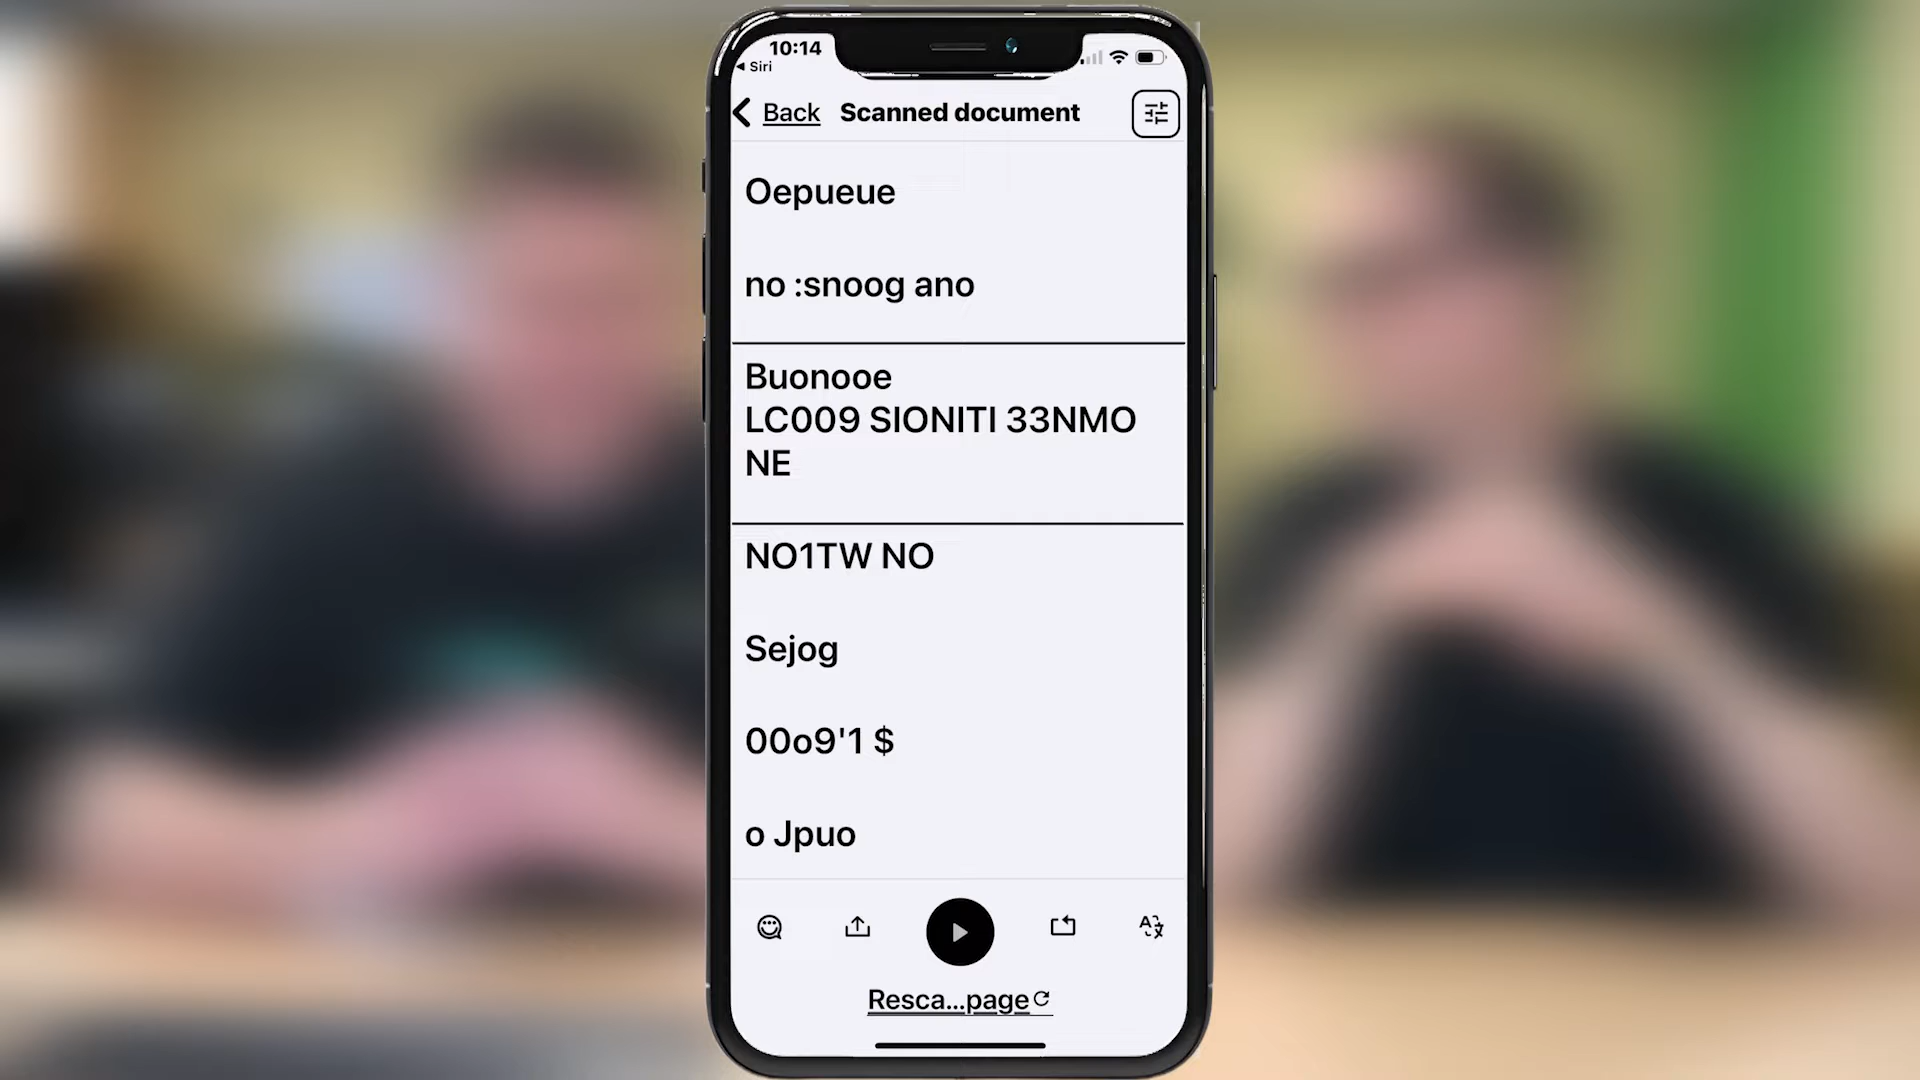 10:14
◀ Siri
Back Scanned document
Oepueue
no :snoog ano
Buonooe
LC009 SIONITI 33NMO
NE
NO1TW NO
Sejog
00o9'1 $
o Jpuo
Resca...page